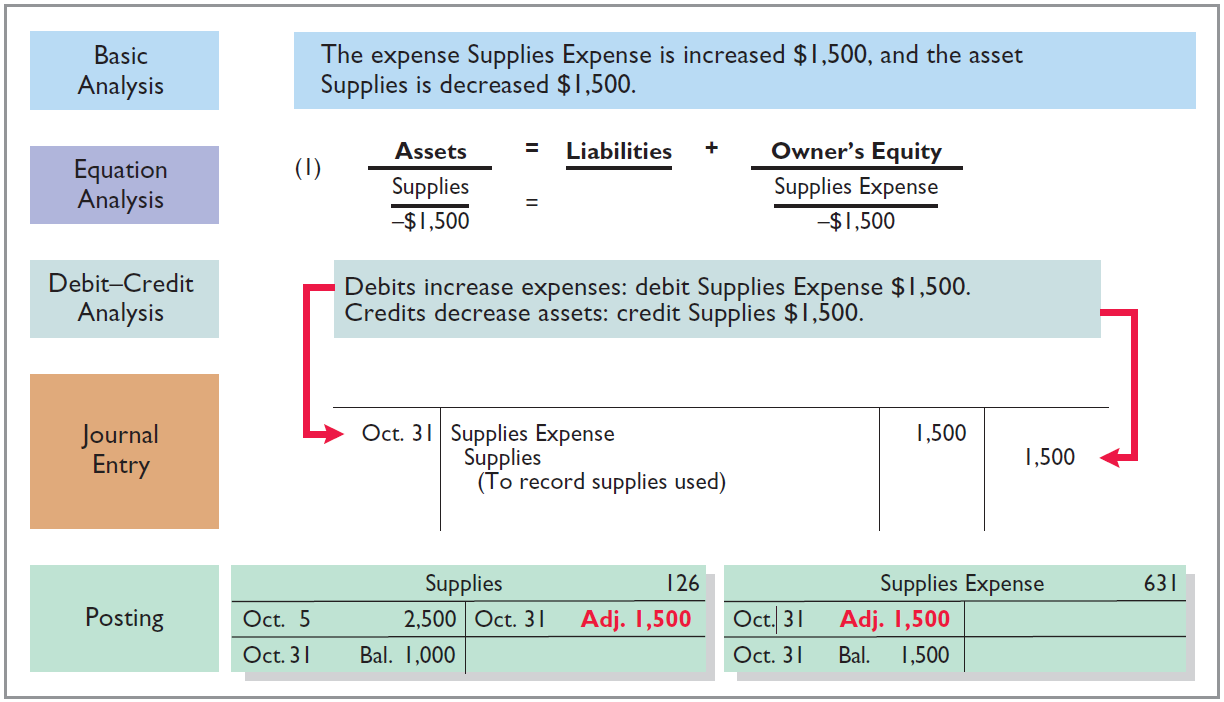 Basic
Analysis
The expense Supplies Expense is increased $1,500, and the asset
Supplies is decreased $1,500.
Equation
Analysis
(1)
Assets = Liabilities + Owner's Equity
Supplies = Supplies Expense
–$1,500 –$1,500
Debit–Credit
Analysis
Debits increase expenses: debit Supplies Expense $1,500.
Credits decrease assets: credit Supplies $1,500.
Journal
Entry
Oct. 31 Supplies Expense 1,500
Supplies 1,500
(To record supplies used)
Posting
Supplies 126
Oct. 5 2,500 Oct. 31 Adj. 1,500
Oct. 31 Bal. 1,000
Supplies Expense 631
Oct. 31 Adj. 1,500
Oct. 31 Bal. 1,500